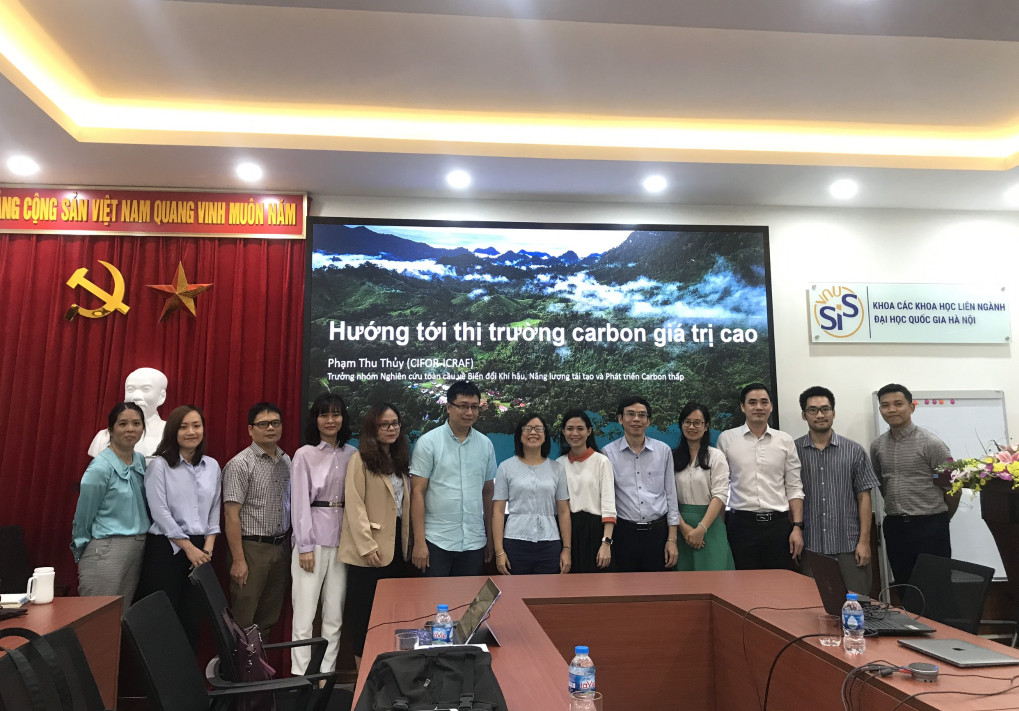 ẢNG CỘNG SẢN VIỆT NAM QUANG VINH MUÔN NĂM
Hướng tới thị trường carbon giá trị cao
Phạm Thu Thủy (CIFOR-ICRAF)
Trưởng nhóm Nghiên cứu toàn cầu về Biến đổi Khí hậu, Năng lượng tái tạo và Phát triển Carbon thấp
VNU
SiS
KHOA CÁC KHOA HỌC LIÊN NGÀNH
ĐẠI HỌC QUỐC GIA HÀ NỘI